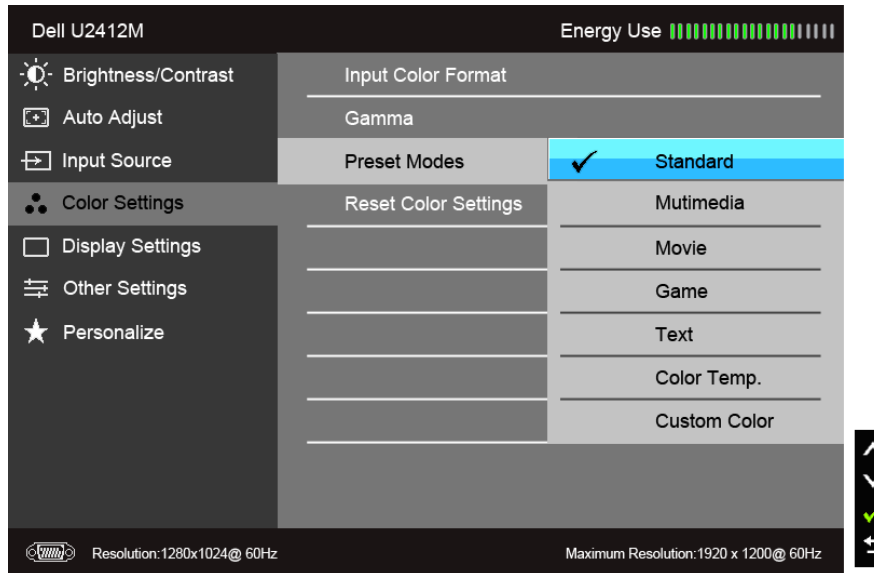 Dell U2412M
Energy Use
Brightness/Contrast
Auto Adjust
Input Source
Color Settings
Display Settings
Other Settings
Personalize
Input Color Format
Gamma
Preset Modes
Reset Color Settings
Standard
Mutimedia
Movie
Game
Text
Color Temp.
Custom Color
Resolution:1280x1024@ 60Hz
Maximum Resolution:1920 x 1200@ 60Hz